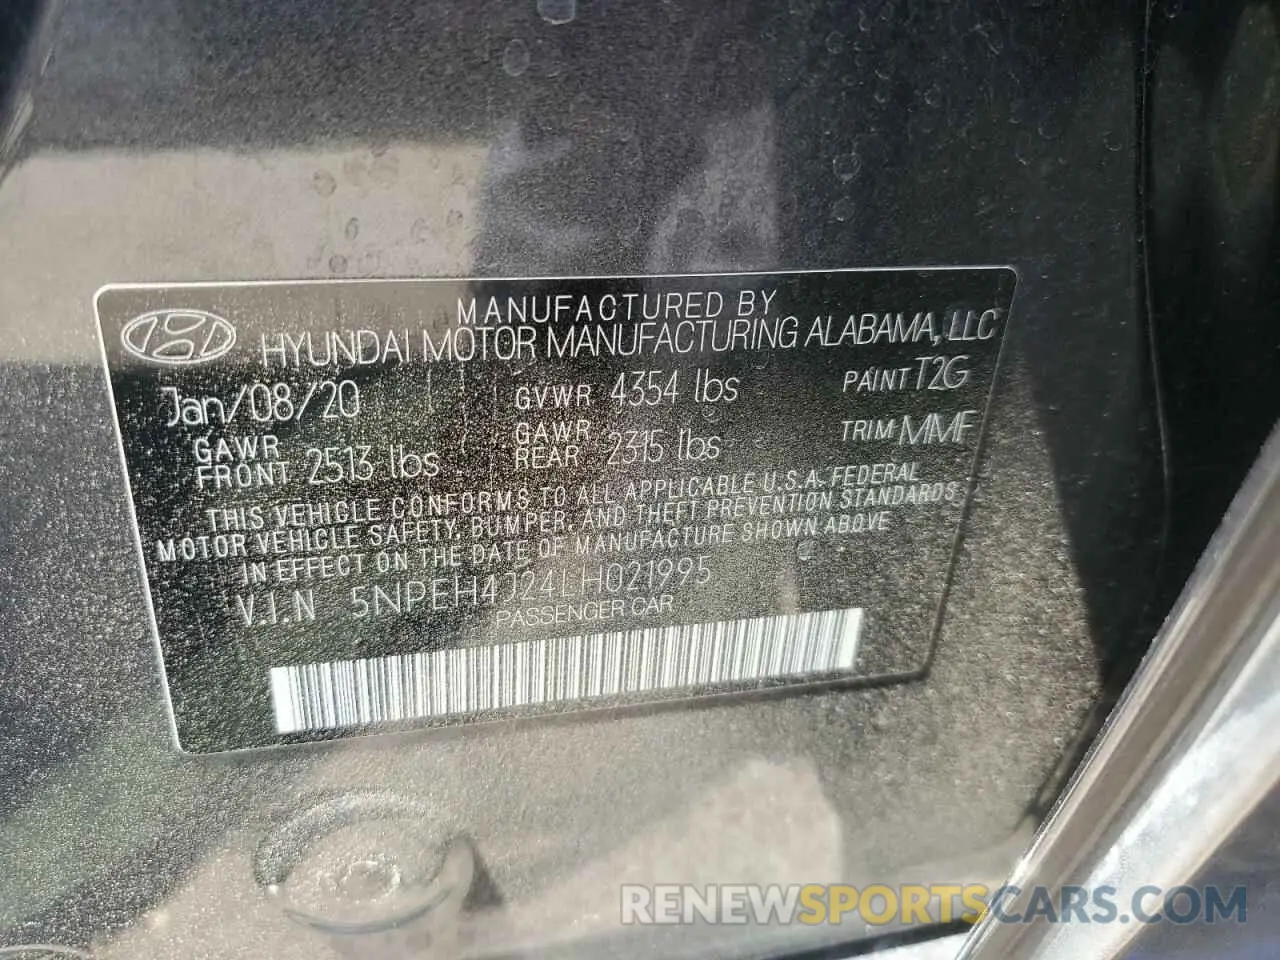 MANUFACTURED BY
HYUNDAI MOTOR MANUFACTURING ALABAMA, LLC
Jan/08/20 GVWR 4354 lbs PAINT T2G
GAWR FRONT 2513 lbs GAWR REAR 2315 lbs TRIM MMF
THIS VEHICLE CONFORMS TO ALL APPLICABLE U.S.A. FEDERAL
MOTOR VEHICLE SAFETY, BUMPER, AND THEFT PREVENTION STANDARDS
IN EFFECT ON THE DATE OF MANUFACTURE SHOWN ABOVE
V.I.N 5NPEH4J24LH021995
PASSENGER CAR
RENEWSPORTSCARS.COM